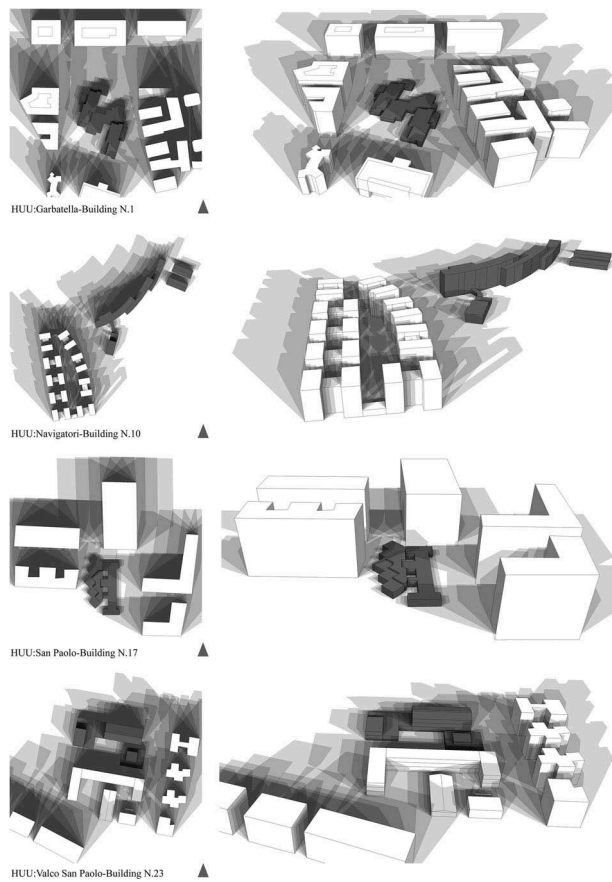 HUU:Garbatella-Building N.1
HUU:Navigatori-Building N.10
HUU:San Paolo-Building N.17
HUU:Valco San Paolo-Building N.23